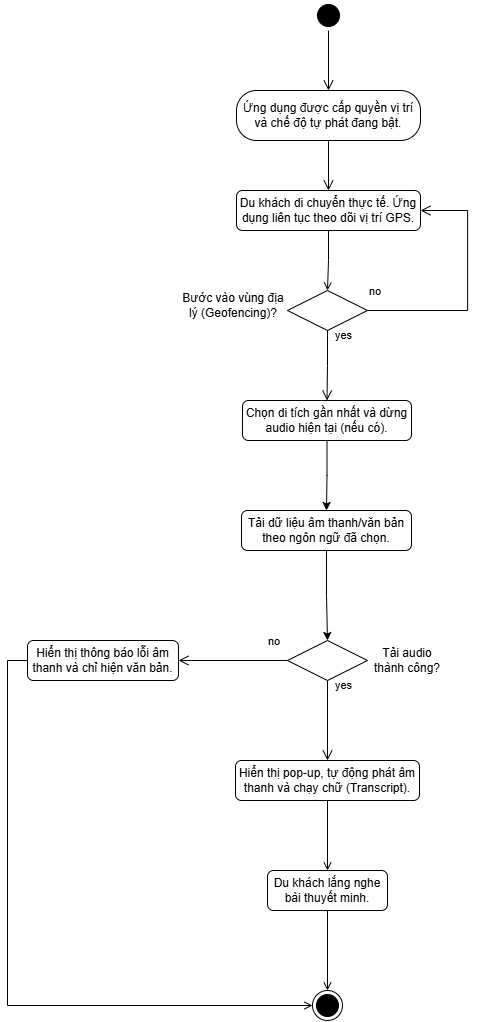 Ứng dụng được cấp quyền vị trí
và chế độ tự phát đang bật.
Du khách di chuyển thực tế. Ứng
dụng liên tục theo dõi vị trí GPS.
Bước vào vùng địa
lý (Geofencing)?
no
yes
Chọn di tích gần nhất và dừng
audio hiện tại (nếu có).
Tải dữ liệu âm thanh/văn bản
theo ngôn ngữ đã chọn.
no
Hiển thị thông báo lỗi âm
thanh và chỉ hiện văn bản.
Tải audio
thành công?
yes
Hiển thị pop-up, tự động phát âm
thanh và chạy chữ (Transcript).
Du khách lắng nghe
bài thuyết minh.